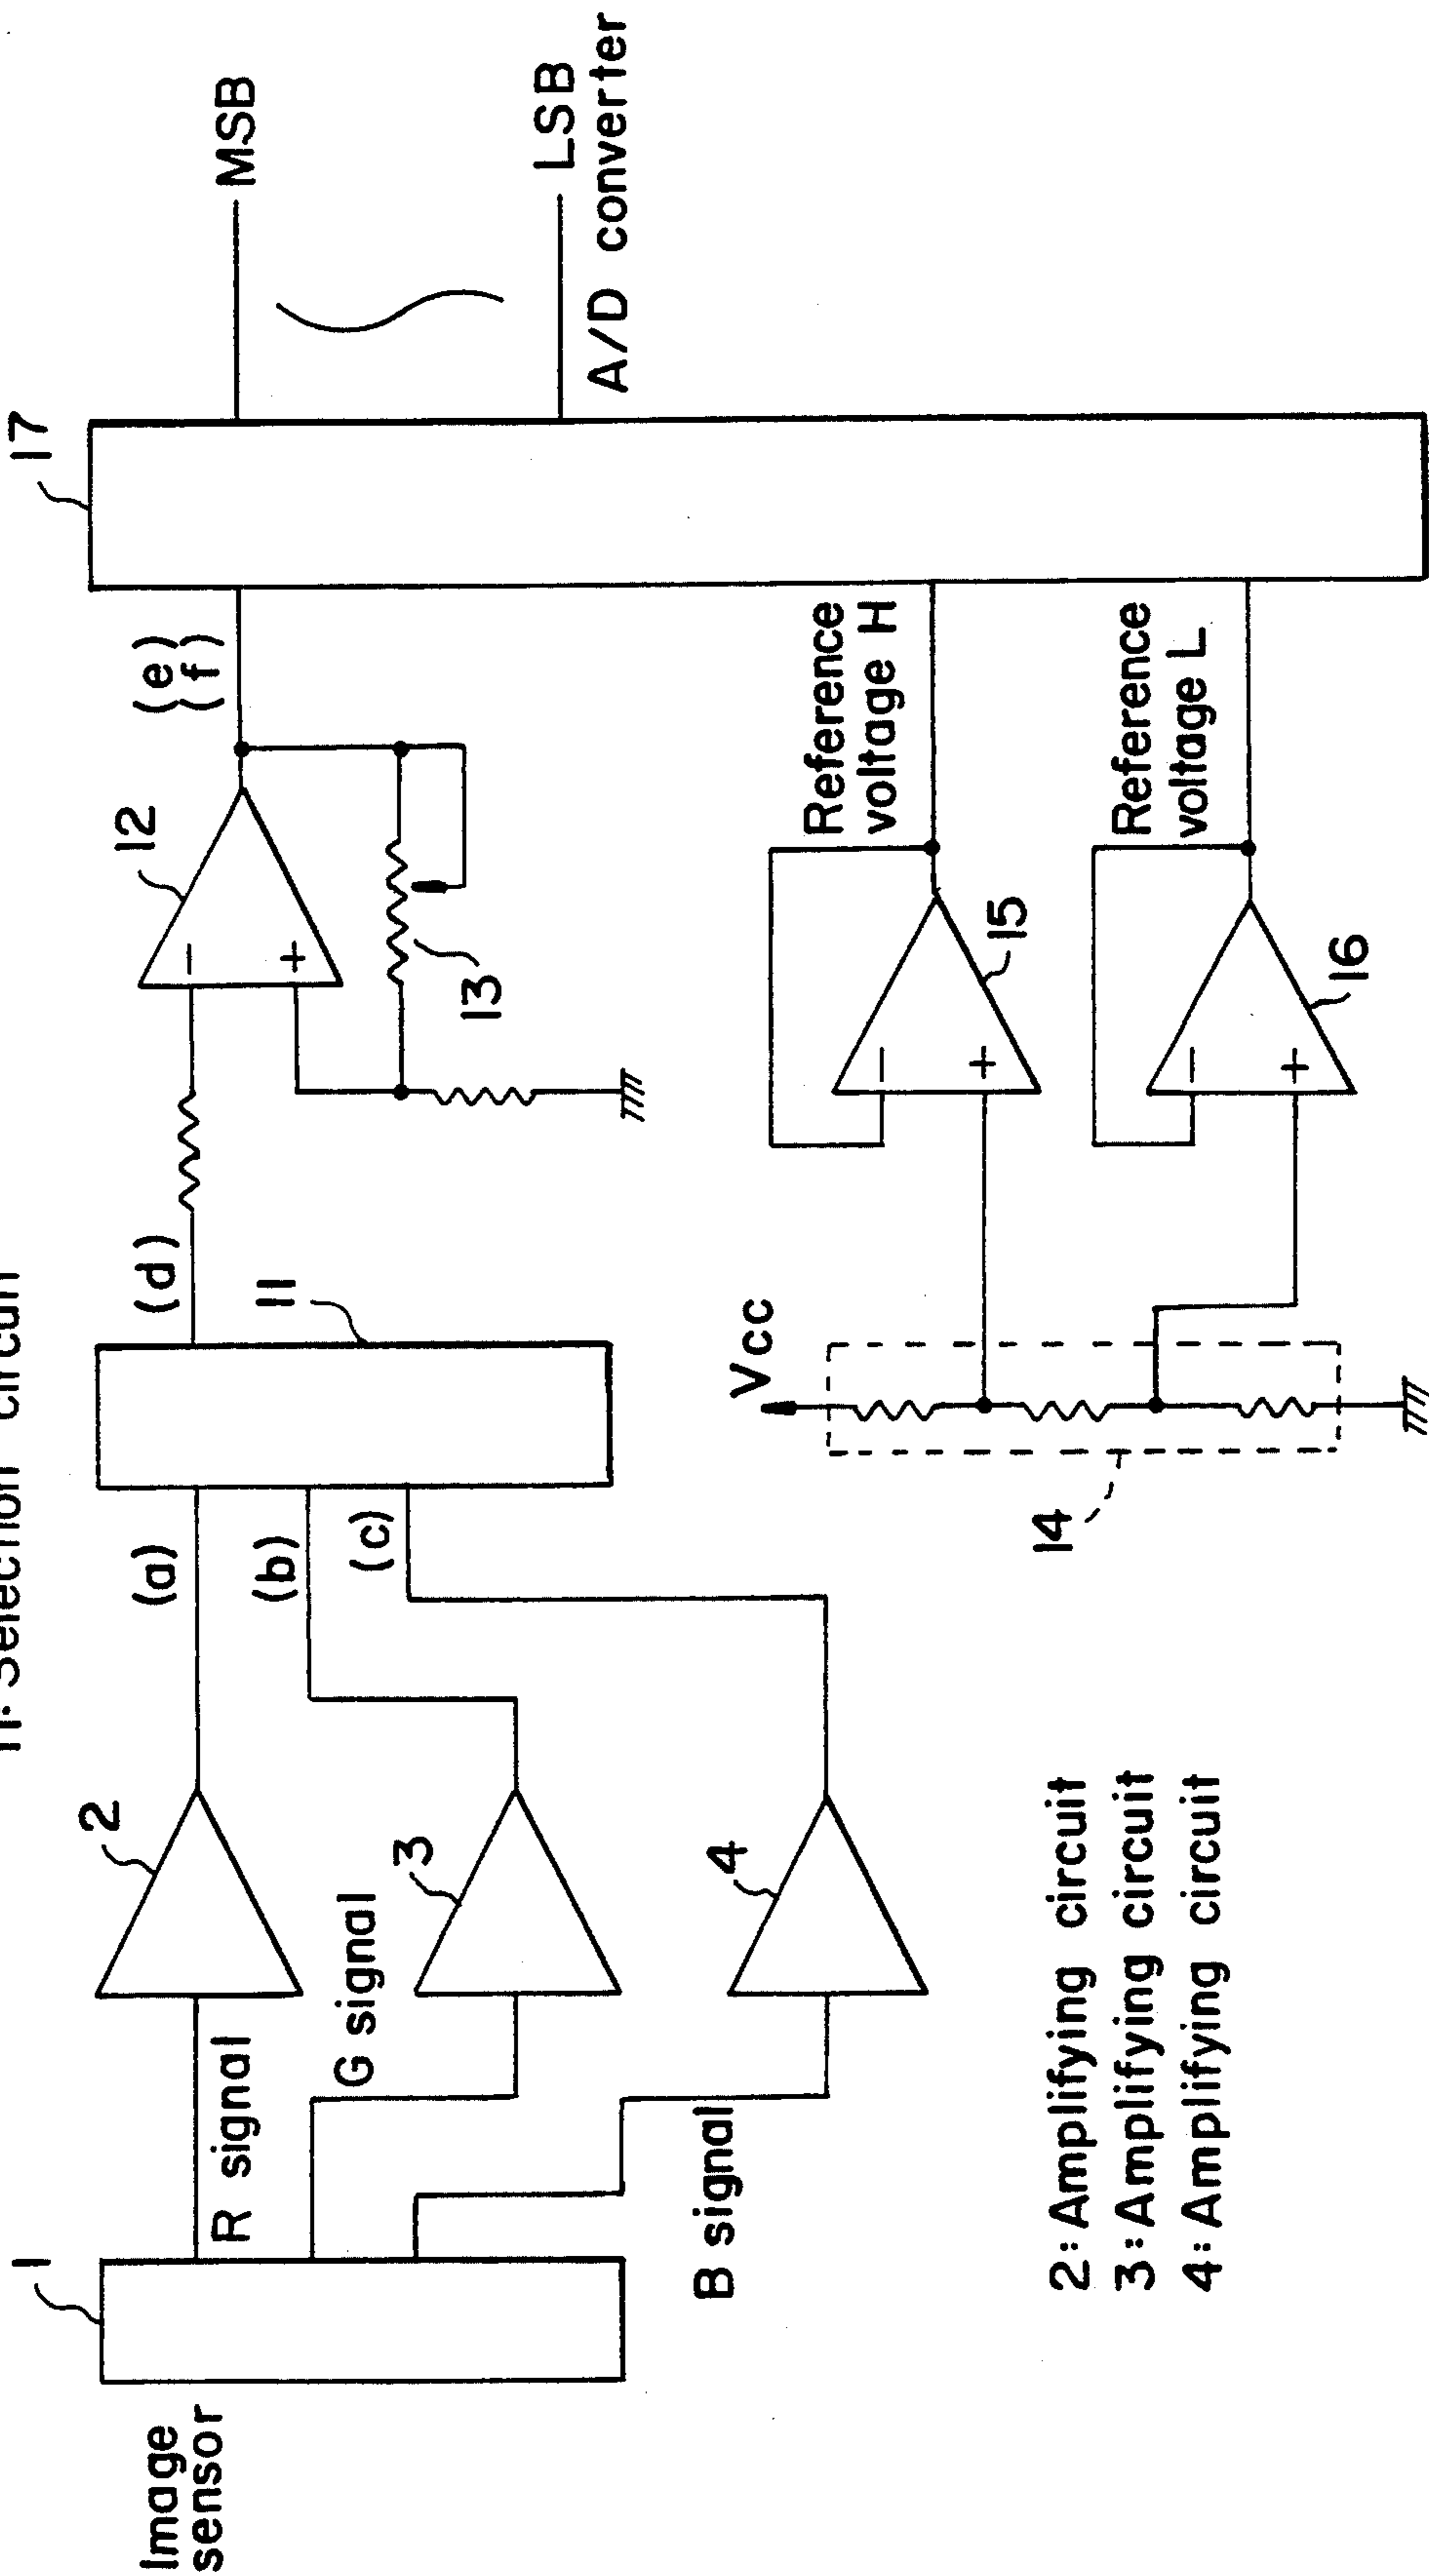 11: Selection circuit
Image
sensor
1
R signal
G signal
B signal
2
3
4
(a)
(b)
(c)
11
(d)
12
13
(e)
(f)
17
MSB
LSB
A/D converter
Vcc
14
15
16
Reference
voltage H
Reference
voltage L
2: Amplifying circuit
3: Amplifying circuit
4: Amplifying circuit